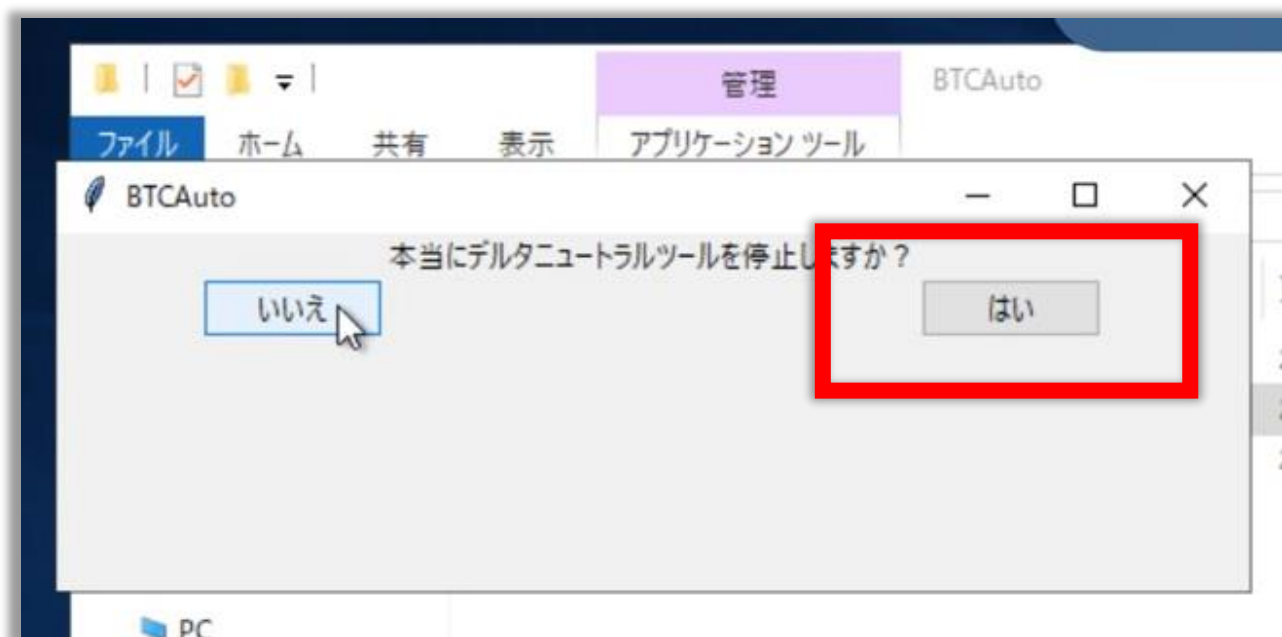 管理
BTCAuto
ファイル
ホーム
共有
表示
アプリケーション ツール
BTCAuto
本当にデルタニュートラルツールを停止しますか？
いいえ
はい
PC